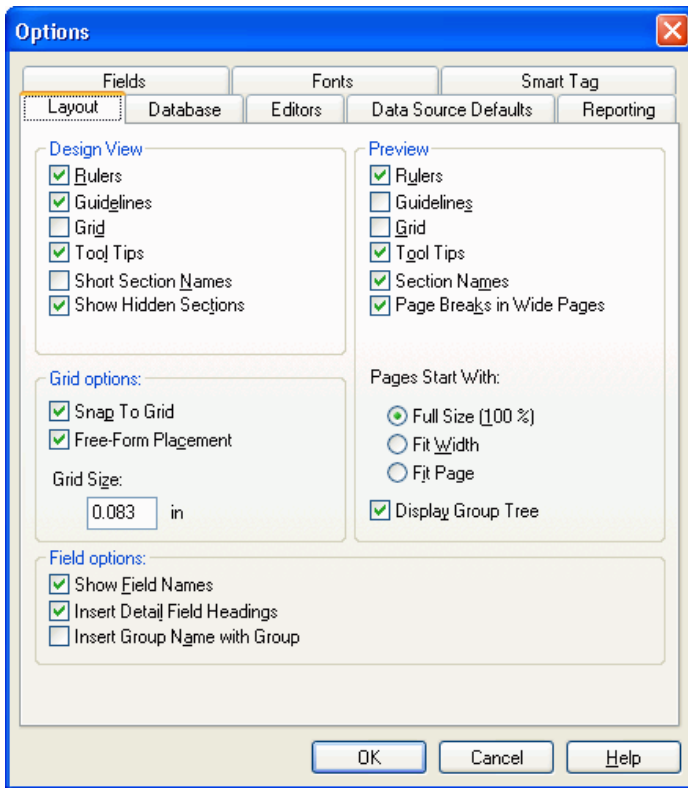 Options
Fields
Fonts
Smart Tag
Layout
Database
Editors
Data Source Defaults
Reporting
Design View
Rulers
Guidelines
Grid
Tool Tips
Short Section Names
Show Hidden Sections
Preview
Rulers
Guidelines
Grid
Tool Tips
Section Names
Page Breaks in Wide Pages
Grid options:
Snap To Grid
Free-Form Placement
Grid Size:
0.083 in
Pages Start With:
Full Size (100 %)
Fit Width
Fit Page
Display Group Tree
Field options:
Show Field Names
Insert Detail Field Headings
Insert Group Name with Group
OK
Cancel
Help